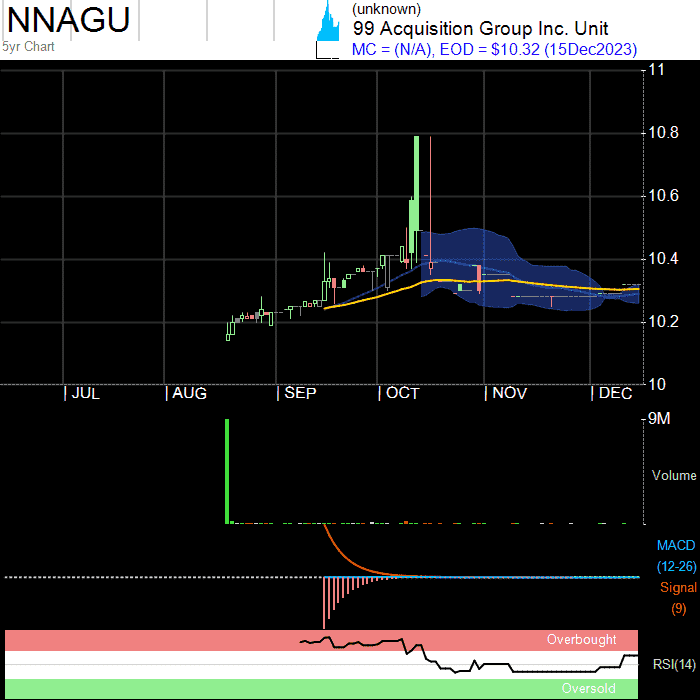 NNAGU
5yr Chart
(unknown)
99 Acquisition Group Inc. Unit
MC = (N/A), EOD = $10.32 (15Dec2023)
11
10.8
10.6
10.4
10.2
10
| JUL | AUG | SEP | OCT | NOV | DEC
9M
Volume
MACD
(12-26)
Signal
(9)
Overbought
RSI(14)
Oversold